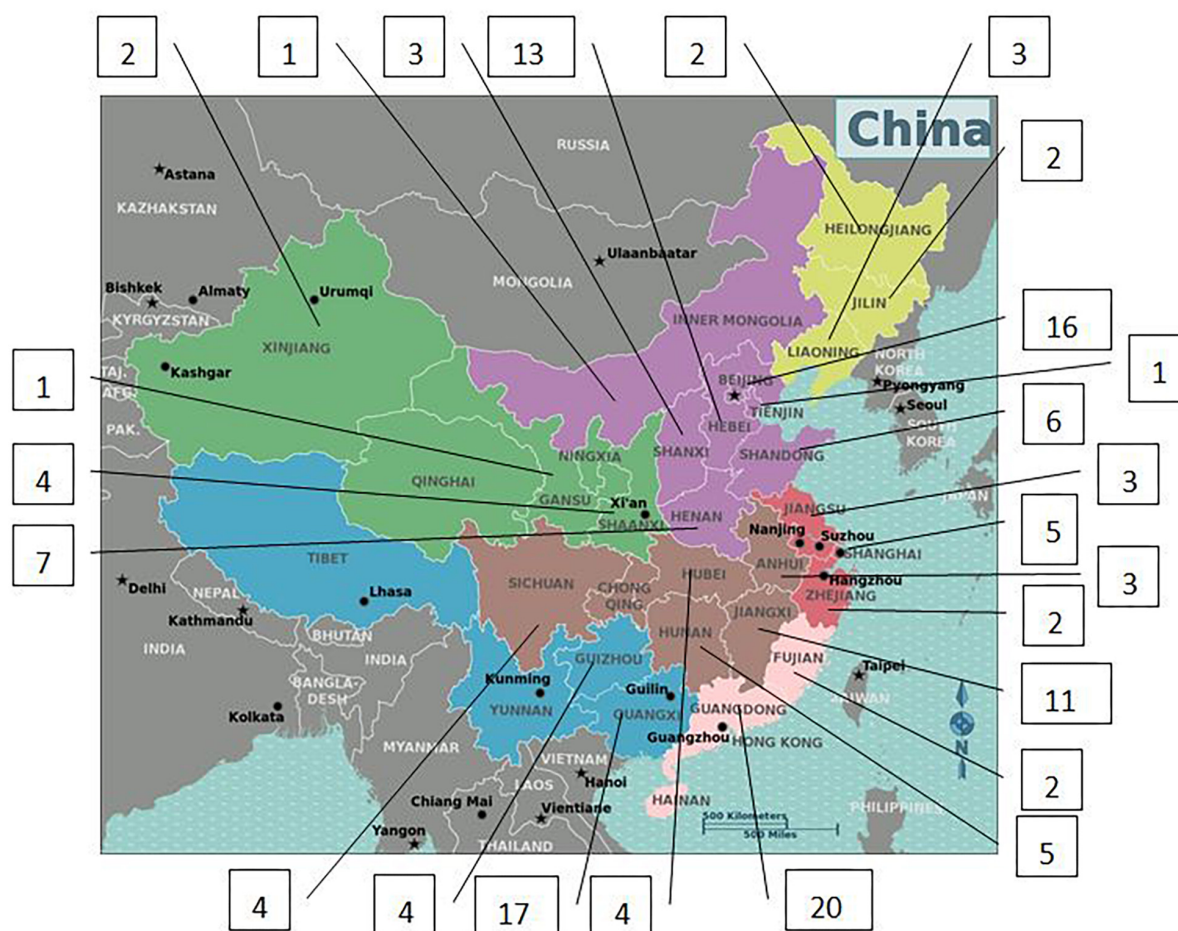 2
1
3
13
2
3
China
RUSSIA
2
Astana
KAZAKHSTAN
HEILONGJIANG
Ulaanbaatar
MONGOLIA
Bishkek
Almaty
Urumqi
JILIN
KYRGYZSTAN
INNER MONGOLIA
16
XINJIANG
LIAONING
NORTH
KOREA
1
TAJ.
Kashgar
BEIJING
Pyongyang
1
AFG.
TIENJIN
Seoul
PAK.
HEBEI
SOUTH
KOREA
6
NINGXIA
SHANXI
SHANDONG
4
QINGHAI
GANSU
Xi'an
JIANGSU
JAPAN
3
SHAANXI
HENAN
Nanjing
Suzhou
5
7
TIBET
SHANGHAI
ANHUI
HUBEI
Delhi
SICHUAN
CHONG
QING
Hangzhou
3
NEPAL
Lhasa
ZHEJIANG
Kathmandu
JIANGXI
2
BHUTAN
HUNAN
INDIA
INDIA
GUIZHOU
FUJIAN
Taipei
BANGLA-
DESH
Kunming
Guilin
TAIWAN
11
Kolkata
YUNNAN
GUANGXI
GUANGDONG
Guangzhou
HONG KONG
MYANMAR
VIETNAM
N
Hanoi
2
LAOS
HAINAN
Chiang Mai
Vientiane
PHILIPPINES
500 Kilometers
500 Miles
Yangon
THAILAND
5
4
4
17
4
20